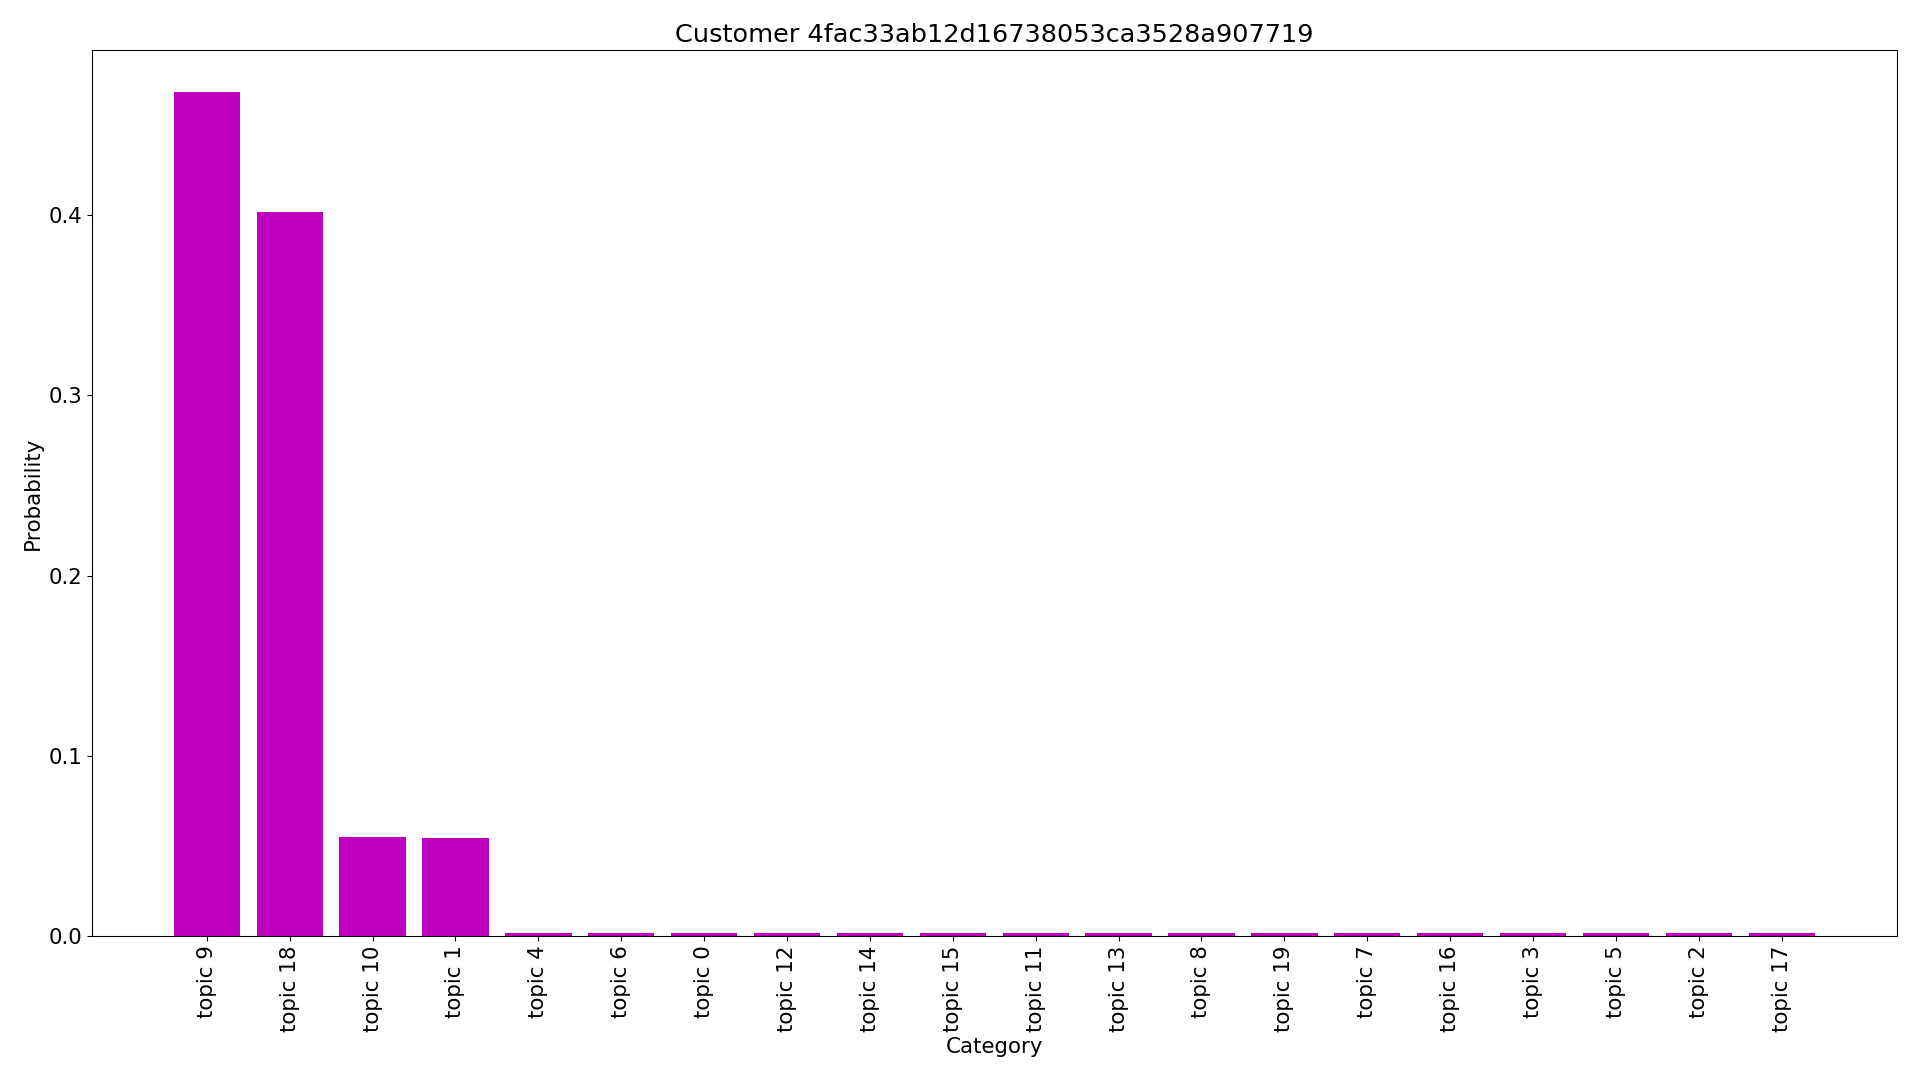 Customer 4fac33ab12d16738053ca3528a907719
Probability
0.4
0.3
0.2
0.1
0.0
topic 9
topic 18
topic 10
topic 1
topic 4
topic 6
topic 0
topic 12
topic 14
topic 15
topic 11
topic 13
topic 8
topic 19
topic 7
topic 16
topic 3
topic 5
topic 2
topic 17
Category